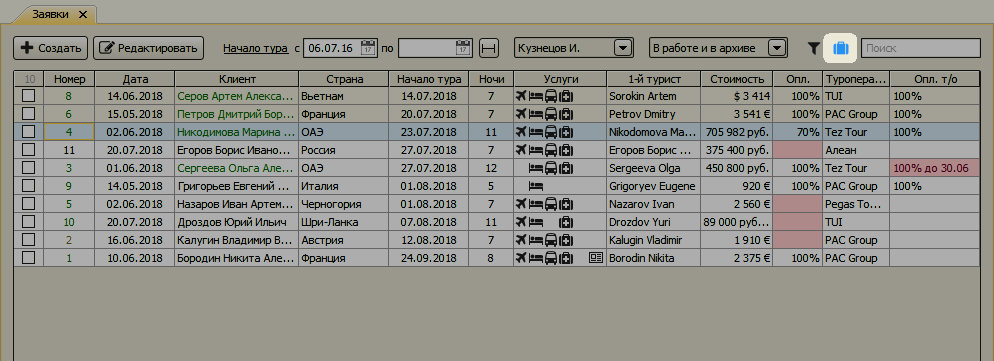 Заявки
Создать Редактировать Начало тура с 06.07.16 17 по 17 Кузнецов И. В работе и в архиве Поиск
10 Номер Дата Клиент Страна Начало тура Ночи Услуги 1-й турист Стоимость Опл. Туропера... Опл. т/о
8 14.06.2018 Серов Артем Алекса... Вьетнам 14.07.2018 7 Sorokin Artem $ 3 414 100% TUI 100%
6 15.05.2018 Петров Дмитрий Бор... Франция 20.07.2018 7 Petrov Dmitry 3 541 € 100% PAC Group 100%
4 02.06.2018 Никодимова Марина ... ОАЭ 23.07.2018 11 Nikodomova Ma... 705 982 руб. 70% Tez Tour 100%
11 20.07.2018 Егоров Борис Ивано... Россия 27.07.2018 7 Егоров Борис ... 375 400 руб. Алеан
3 01.06.2018 Сергеева Ольга Але... ОАЭ 27.07.2018 12 Sergeeva Olga 450 800 руб. 100% Tez Tour 100% до 30.06
9 14.05.2018 Григорьев Евгений ... Италия 01.08.2018 5 Grigoryev Eugene 920 € 100% PAC Group 100%
5 02.06.2018 Назаров Иван Артем... Черногория 01.08.2018 7 Nazarov Ivan 2 560 € Pegas To...
10 20.07.2018 Дроздов Юрий Ильич Шри-Ланка 07.08.2018 11 Drozdov Yuri 89 000 руб... TUI
2 16.06.2018 Калугин Владимир В... Австрия 12.08.2018 7 Kalugin Vladimir 1 910 € PAC Group
1 10.06.2018 Бородин Никита Але... Франция 24.09.2018 8 Borodin Nikita 2 375 € 100% PAC Group